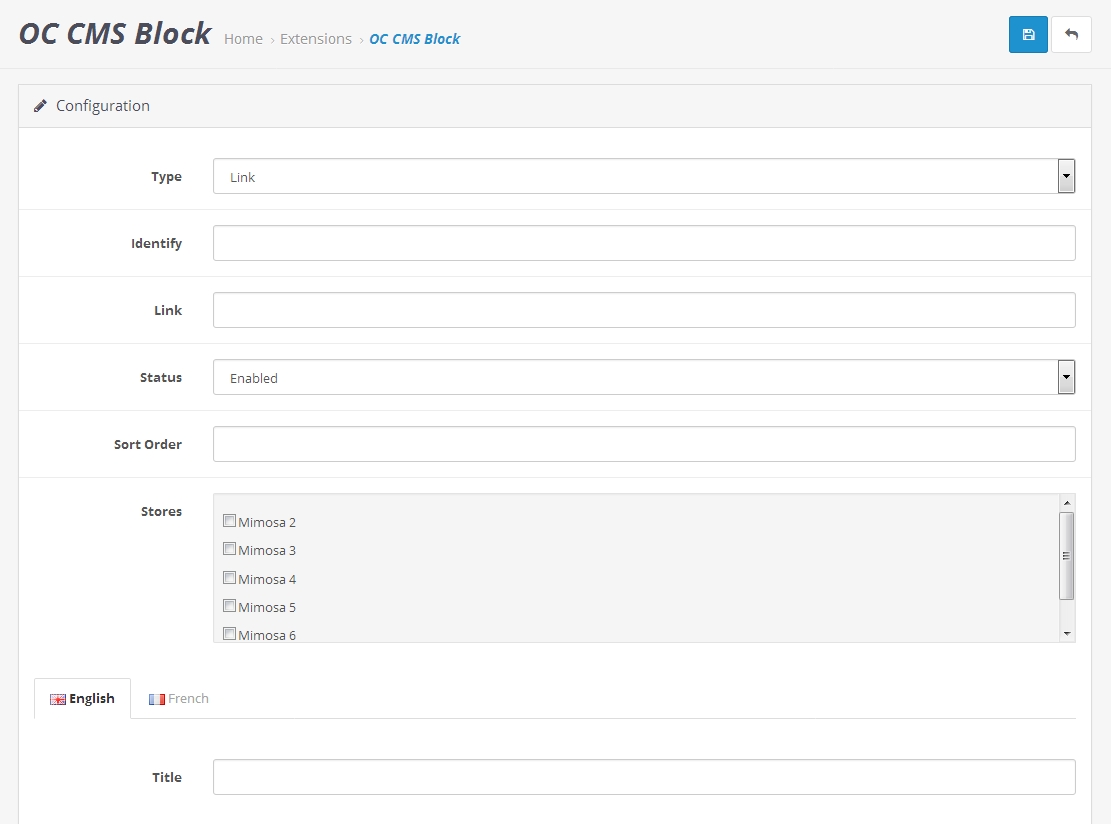 OC CMS Block Home › Extensions › OC CMS Block
Configuration
Type Link
Identify
Link
Status Enabled
Sort Order
Stores
Mimosa 2
Mimosa 3
Mimosa 4
Mimosa 5
Mimosa 6
English French
Title